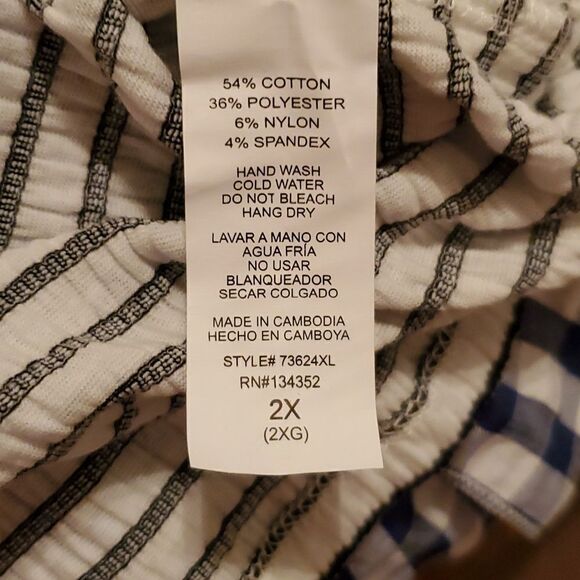 54% COTTON
36% POLYESTER
6% NYLON
4% SPANDEX
HAND WASH
COLD WATER
DO NOT BLEACH
HANG DRY
LAVAR A MANO CON
AGUA FRÍA
NO USAR
BLANQUEADOR
SECAR COLGADO
MADE IN CAMBODIA
HECHO EN CAMBOYA
STYLE# 73624XL
RN#134352
2X
(2XG)